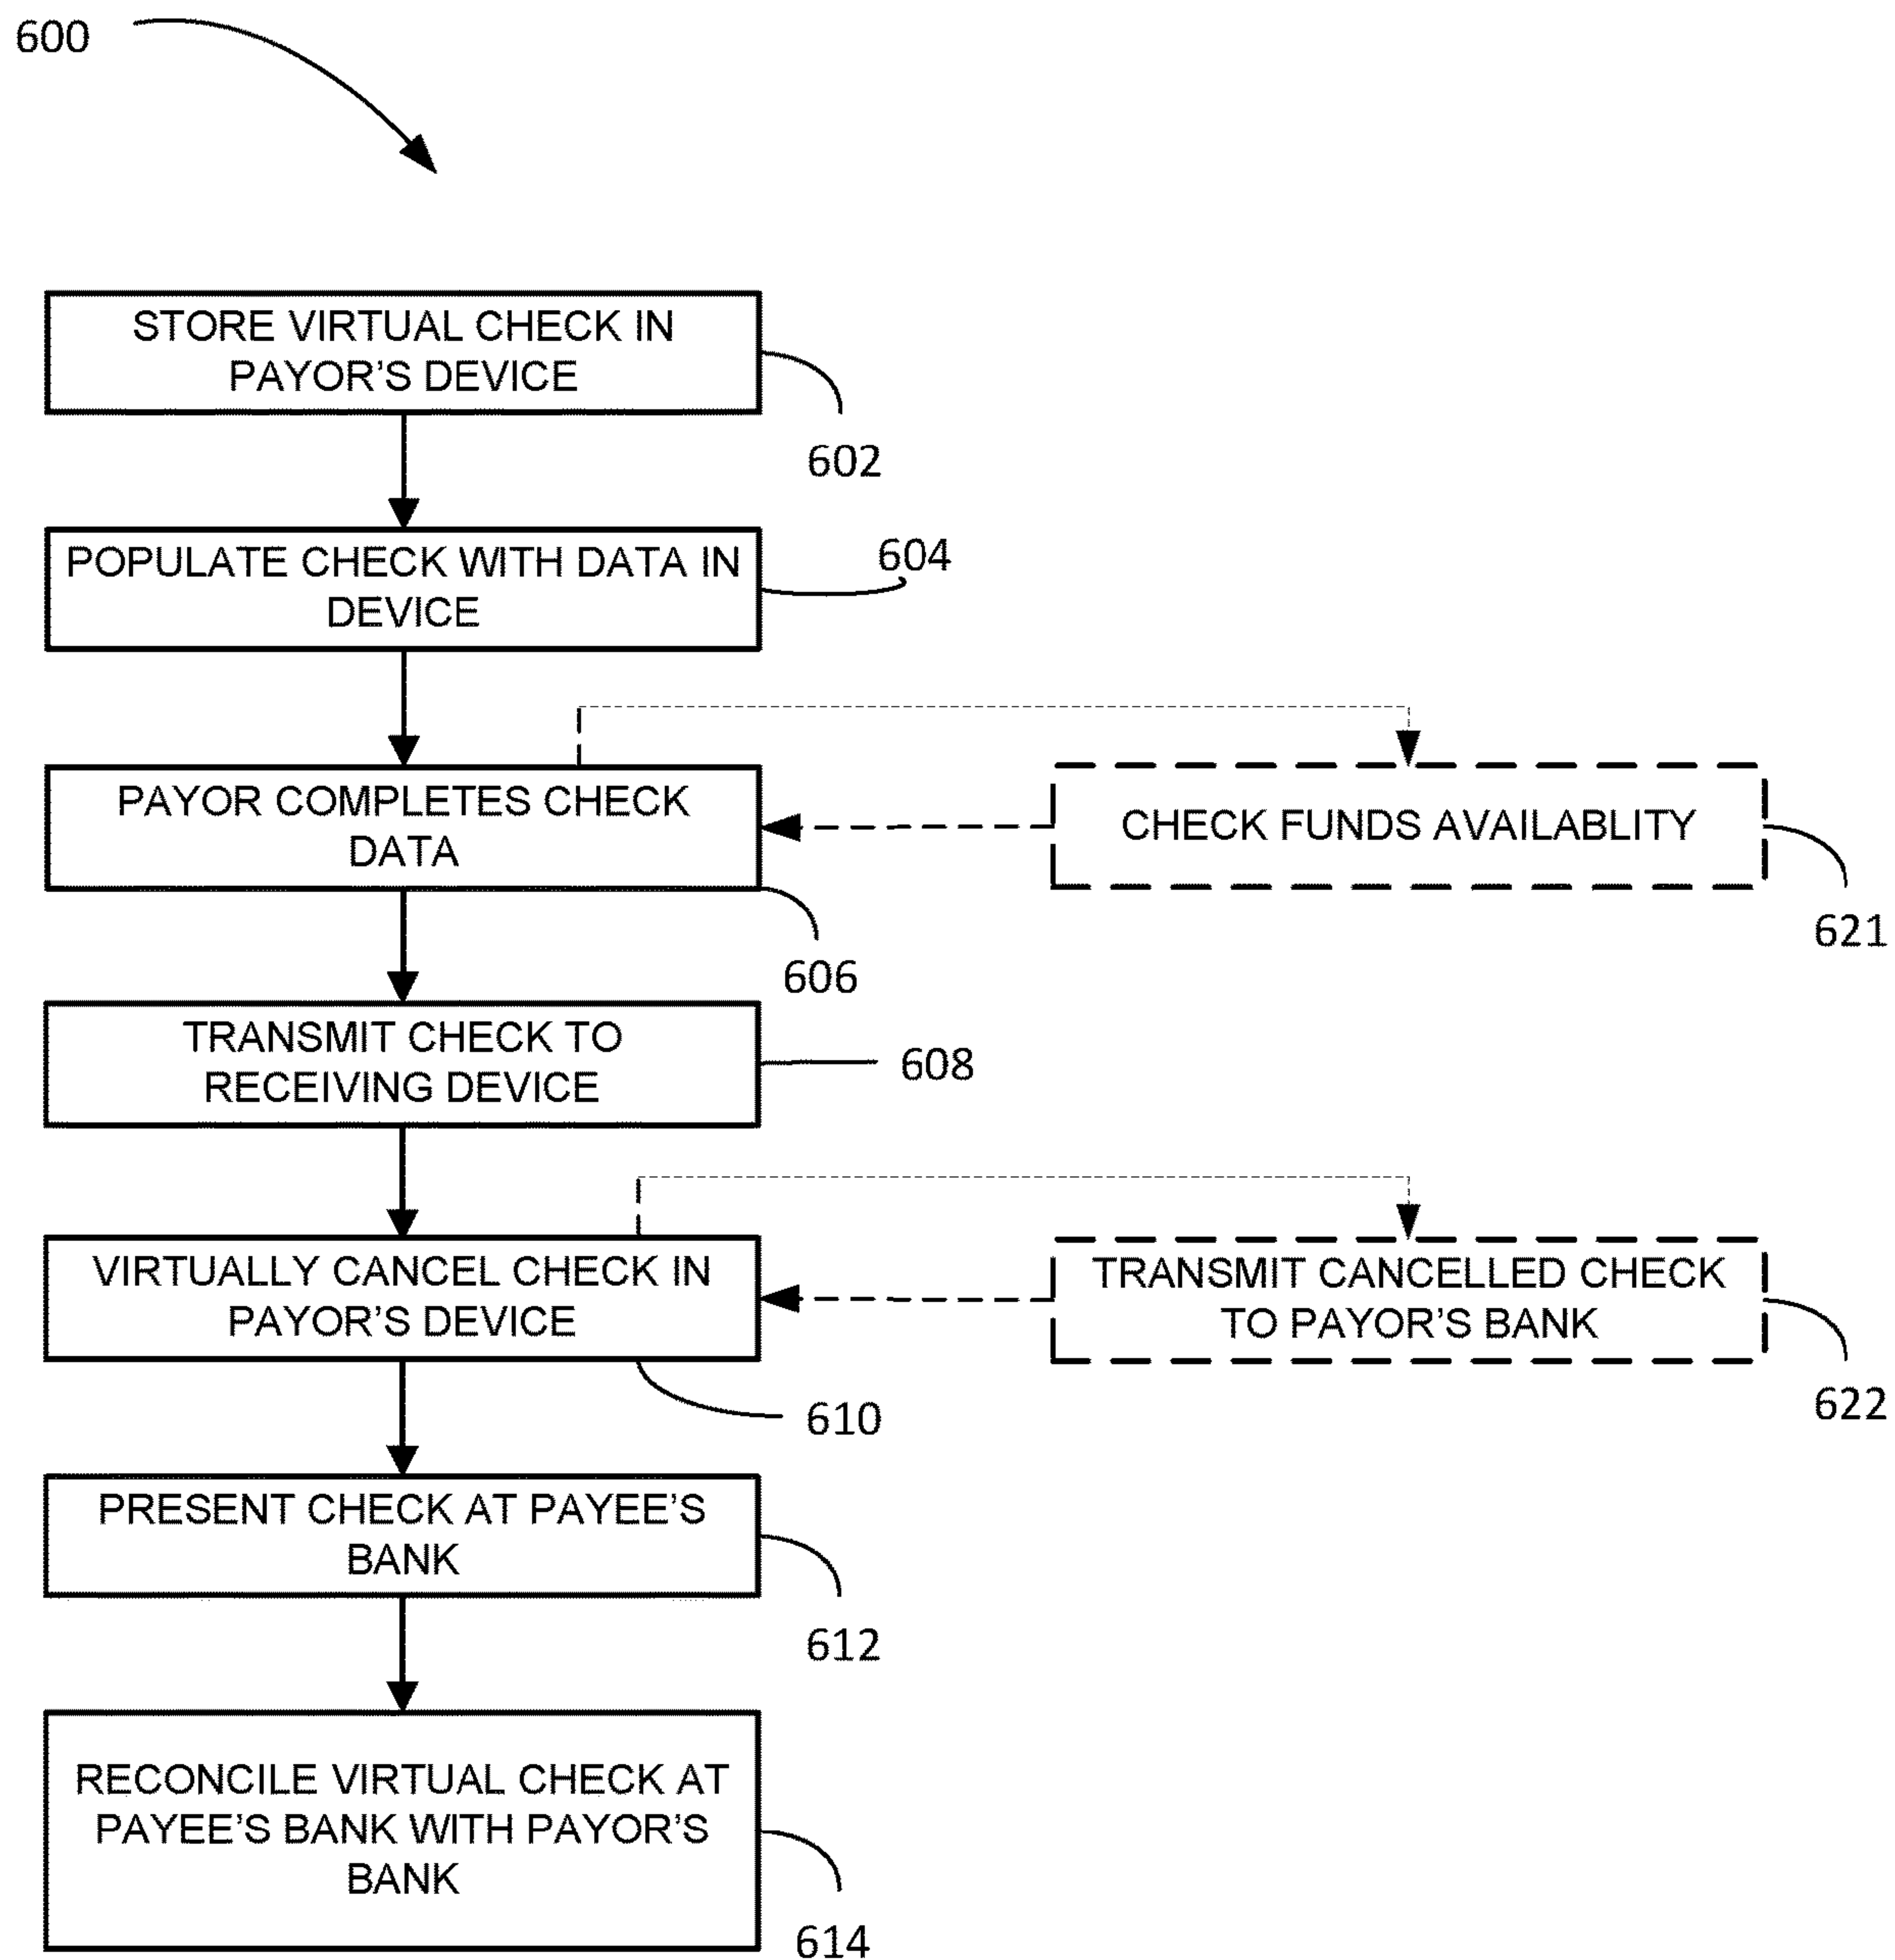 600
STORE VIRTUAL CHECK IN
PAYOR'S DEVICE
602
POPULATE CHECK WITH DATA IN
DEVICE
604
PAYOR COMPLETES CHECK
DATA
606
CHECK FUNDS AVAILABLITY
621
TRANSMIT CHECK TO
RECEIVING DEVICE
608
VIRTUALLY CANCEL CHECK IN
PAYOR'S DEVICE
610
TRANSMIT CANCELLED CHECK
TO PAYOR'S BANK
622
PRESENT CHECK AT PAYEE'S
BANK
612
RECONCILE VIRTUAL CHECK AT
PAYEE'S BANK WITH PAYOR'S
BANK
614